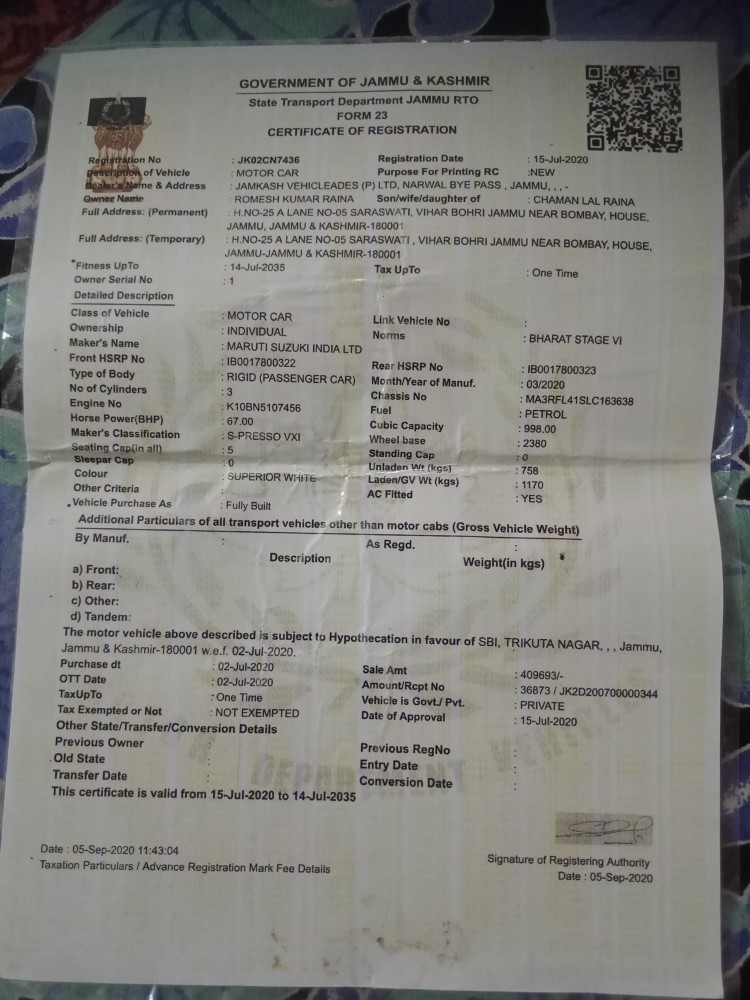 GOVERNMENT OF JAMMU & KASHMIR
State Transport Department JAMMU RTO
FORM 23
CERTIFICATE OF REGISTRATION
Registration No : JK02CN7436 Registration Date : 15-Jul-2020
Description of Vehicle : MOTOR CAR Purpose For Printing RC :NEW
Dealer's Name & Address : JAMKASH VEHICLEADES (P) LTD, NARWAL BYE PASS , JAMMU, , , -
Owner Name : ROMESH KUMAR RAINA Son/wife/daughter of : CHAMAN LAL RAINA
Full Address: (Permanent) : H.NO-25 A LANE NO-05 SARASWATI, VIHAR BOHRI JAMMU NEAR BOMBAY, HOUSE,
JAMMU, JAMMU & KASHMIR-180001
Full Address: (Temporary) : H.NO-25 A LANE NO-05 SARASWATI , VIHAR BOHRI JAMMU NEAR BOMBAY, HOUSE,
JAMMU-JAMMU & KASHMIR-180001
Fitness UpTo : 14-Jul-2035 Tax UpTo : One Time
Owner Serial No : 1
Detailed Description
Class of Vehicle : MOTOR CAR Link Vehicle No :
Ownership : INDIVIDUAL Norms : BHARAT STAGE VI
Maker's Name : MARUTI SUZUKI INDIA LTD
Front HSRP No : IB0017800322 Rear HSRP No : IB0017800323
Type of Body : RIGID (PASSENGER CAR) Month/Year of Manuf. : 03/2020
No of Cylinders : 3 Chassis No : MA3RFL41SLC163638
Engine No : K10BN5107456 Fuel : PETROL
Horse Power(BHP) : 67.00 Cubic Capacity : 998.00
Maker's Classification : S-PRESSO VXI Wheel base : 2380
Seating Cap(in all) : 5 Standing Cap : 0
Sleepar Cap : 0 Unladen Wt (kgs) : 758
Colour : SUPERIOR WHITE Laden/GV Wt (kgs) : 1170
Other Criteria : AC Fitted : YES
Vehicle Purchase As : Fully Built
Additional Particulars of all transport vehicles other than motor cabs (Gross Vehicle Weight)
By Manuf. : As Regd. :
Description Weight(in kgs)
a) Front:
b) Rear:
c) Other:
d) Tandem:
The motor vehicle above described is subject to Hypothecation in favour of SBI, TRIKUTA NAGAR, , , Jammu,
Jammu & Kashmir-180001 w.e.f. 02-Jul-2020.
Purchase dt : 02-Jul-2020 Sale Amt : 409693/-
OTT Date : 02-Jul-2020 Amount/Rcpt No : 36873 / JK2D200700000344
TaxUpTo : One Time Vehicle is Govt./ Pvt. : PRIVATE
Tax Exempted or Not : NOT EXEMPTED Date of Approval : 15-Jul-2020
Other State/Transfer/Conversion Details
Previous Owner : Previous RegNo :
Old State : Entry Date :
Transfer Date : Conversion Date :
This certificate is valid from 15-Jul-2020 to 14-Jul-2035
Date : 05-Sep-2020 11:43:04
Taxation Particulars / Advance Registration Mark Fee Details
Signature of Registering Authority
Date : 05-Sep-2020